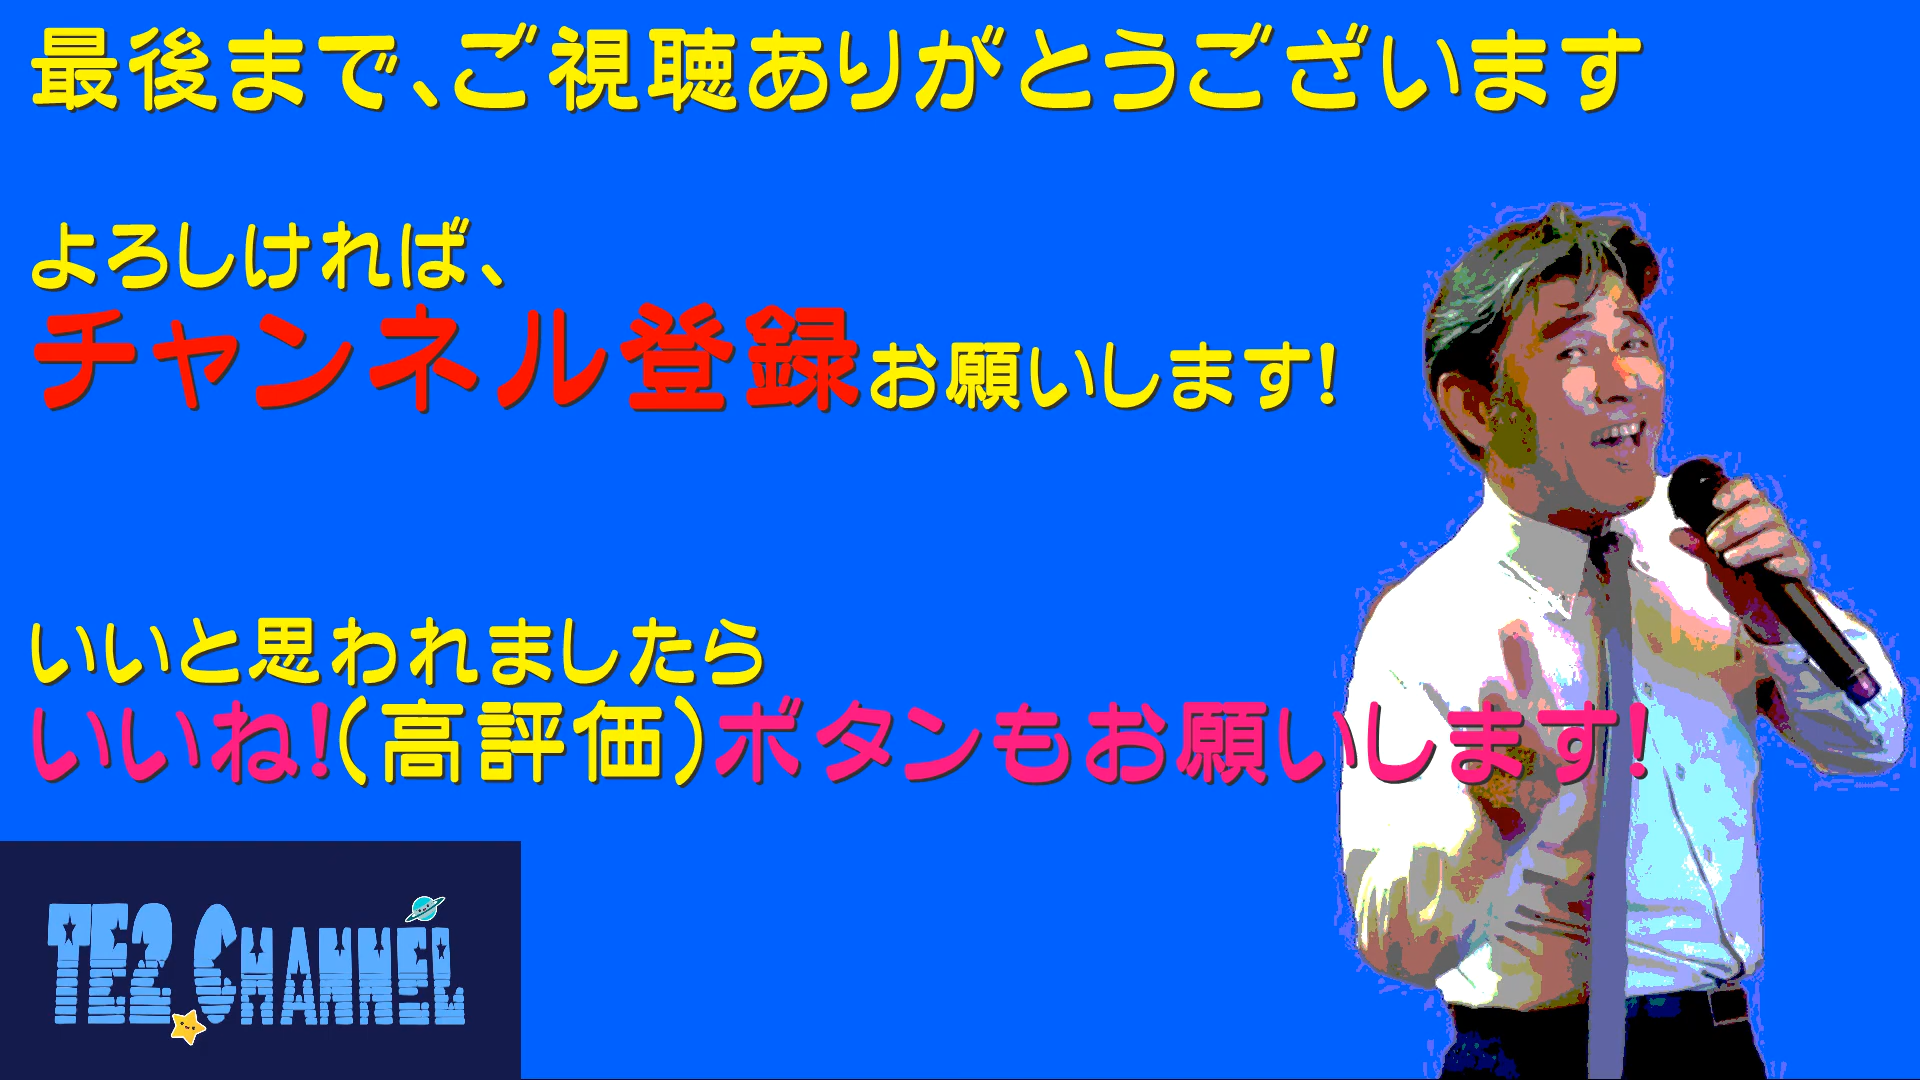 最後まで、ご視聴ありがとうございます
よろしければ、
チャンネル登録お願いします!
いいと思われましたら
いいね!(高評価)ボタンもお願いします!
TE2 CHANNEL